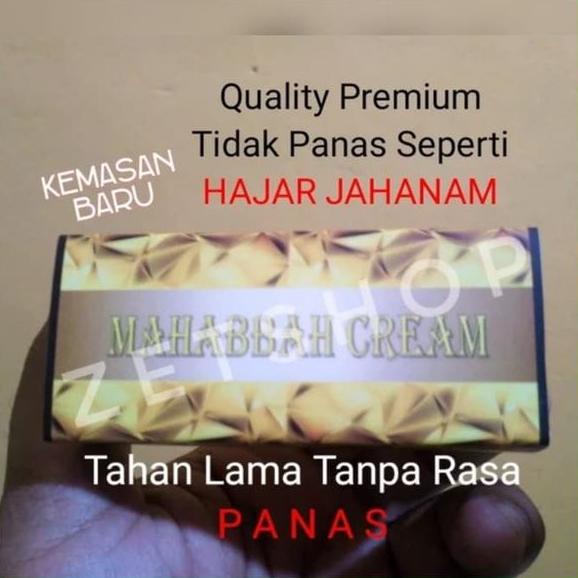 Quality Premium
Tidak Panas Seperti
HAJAR JAHANAM
KEMASAN
BARU
MAHABBAH CREAM
ZETSHOP
Tahan Lama Tanpa Rasa
PANAS